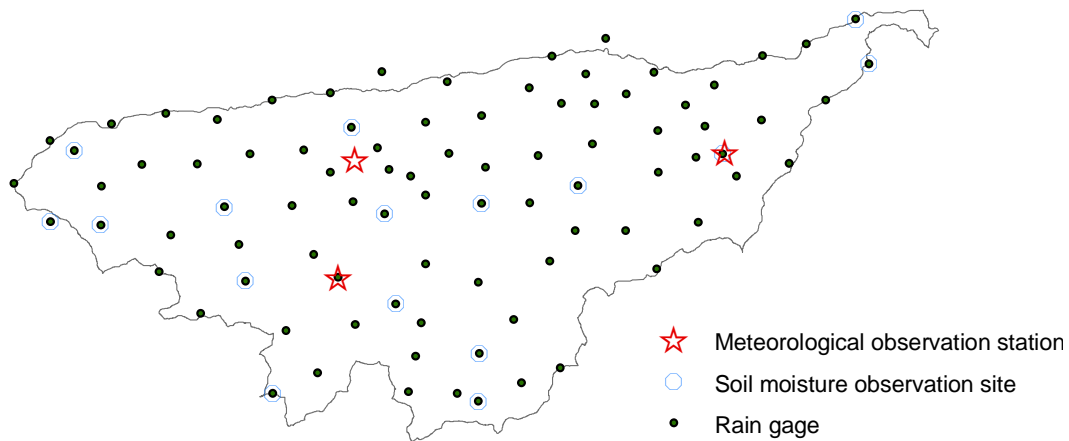 Meteorological observation station
Soil moisture observation site
Rain gage